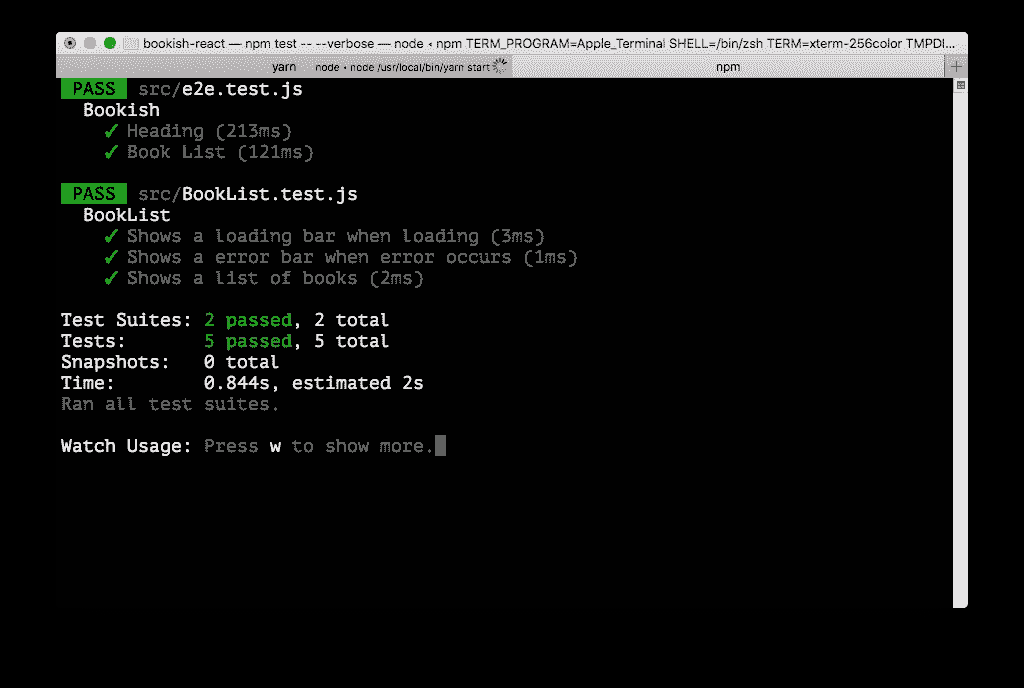 bookish-react — npm test -- --verbose — node ◂ npm TERM_PROGRAM=Apple_Terminal SHELL=/bin/zsh TERM=xterm-256color TMPDI...
yarn node • node /usr/local/bin/yarn start npm +
PASS src/e2e.test.js
Bookish
✓ Heading (213ms)
✓ Book List (121ms)
PASS src/BookList.test.js
BookList
✓ Shows a loading bar when loading (3ms)
✓ Shows a error bar when error occurs (1ms)
✓ Shows a list of books (2ms)
Test Suites: 2 passed, 2 total
Tests: 5 passed, 5 total
Snapshots: 0 total
Time: 0.844s, estimated 2s
Ran all test suites.
Watch Usage: Press w to show more.